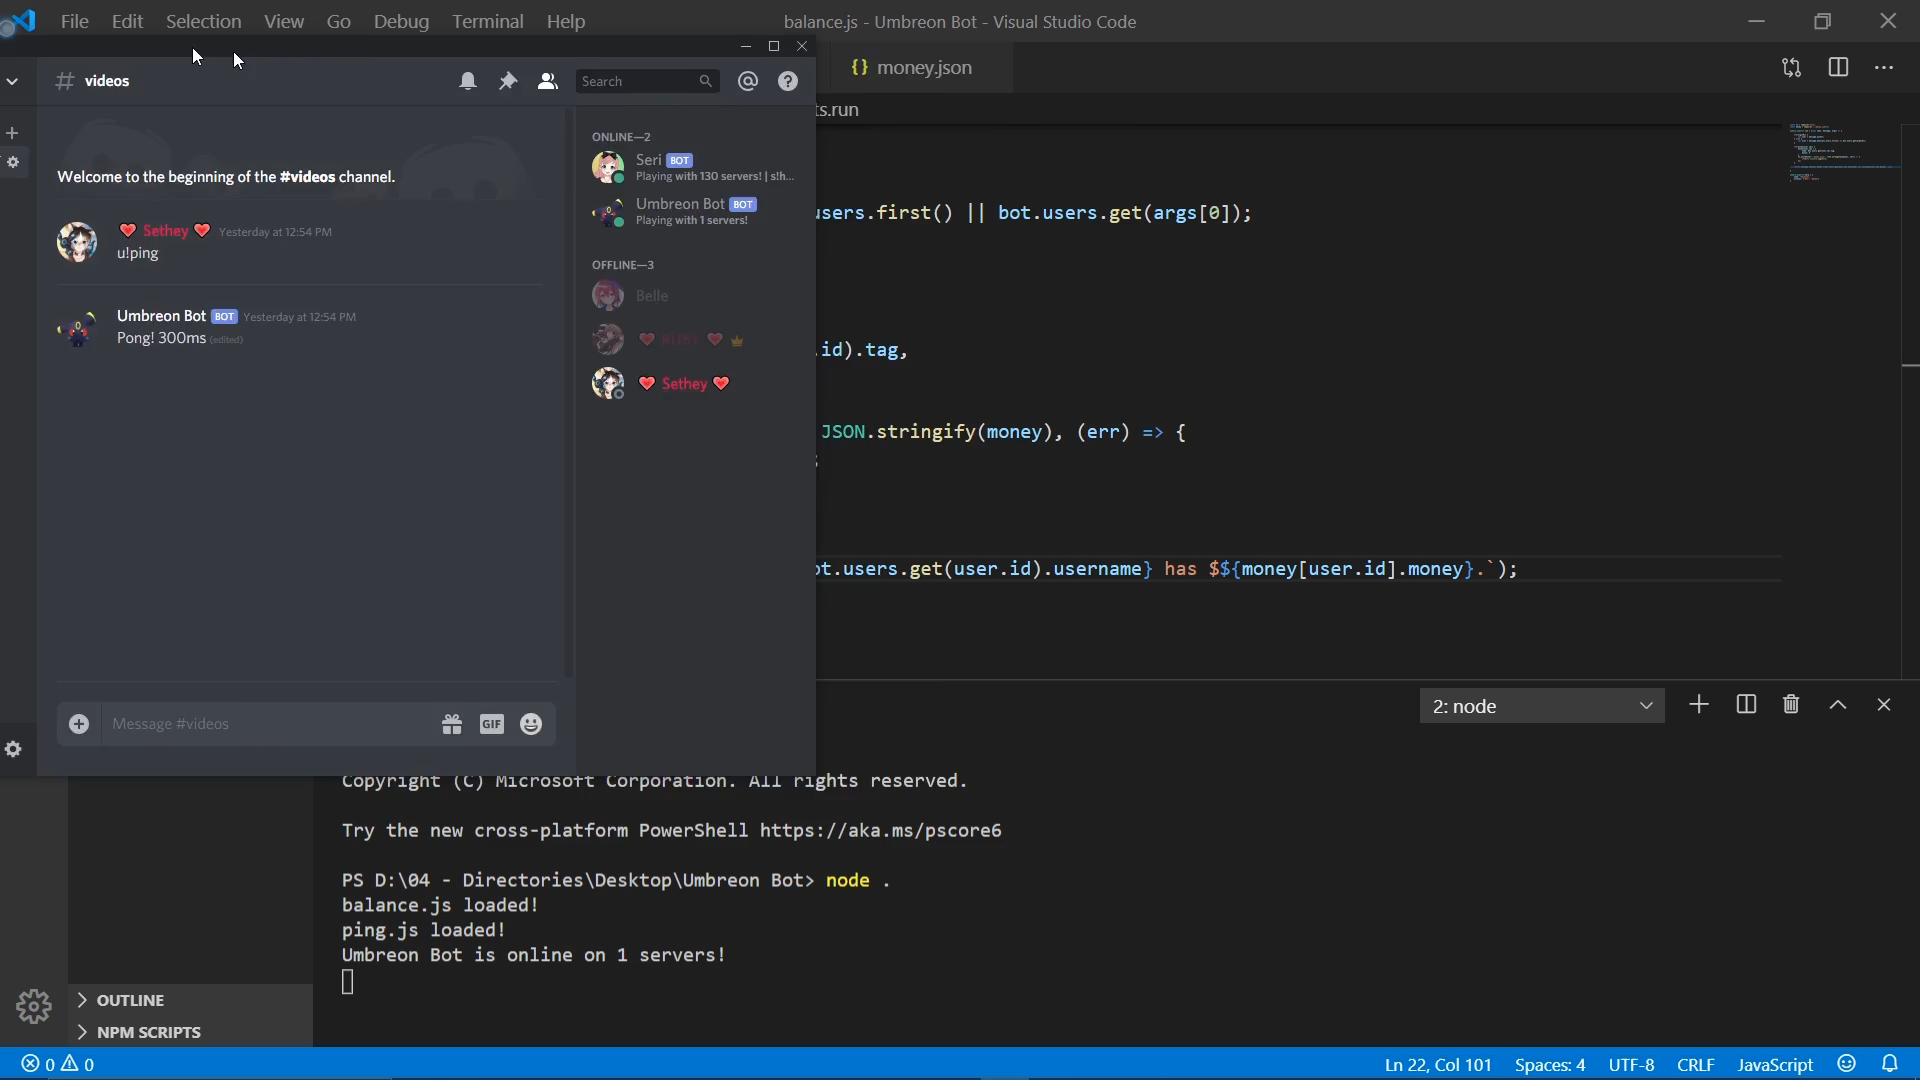 File Edit Selection View Go Debug Terminal Help
balance.js - Umbreon Bot - Visual Studio Code
# videos
Search
{} money.json
ts.run
Welcome to the beginning of the #videos channel.
Sethey Yesterday at 12:54 PM
u!ping
Umbreon Bot BOT Yesterday at 12:54 PM
Pong! 300ms (edited)
Message #videos
GIF
ONLINE—2
Seri BOT
Playing with 130 servers! | s!h...
Umbreon Bot BOT
Playing with 1 servers!
OFFLINE—3
Belle
Sethey
users.first() || bot.users.get(args[0]);
.id).tag,
JSON.stringify(money), (err) => {
;
ot.users.get(user.id).username} has $${money[user.id].money}.`);
2: node
Copyright (C) Microsoft Corporation. All rights reserved.
Try the new cross-platform PowerShell https://aka.ms/pscore6
PS D:\04 - Directories\Desktop\Umbreon Bot> node .
balance.js loaded!
ping.js loaded!
Umbreon Bot is online on 1 servers!
OUTLINE
NPM SCRIPTS
0 0
Ln 22, Col 101 Spaces: 4 UTF-8 CRLF JavaScript